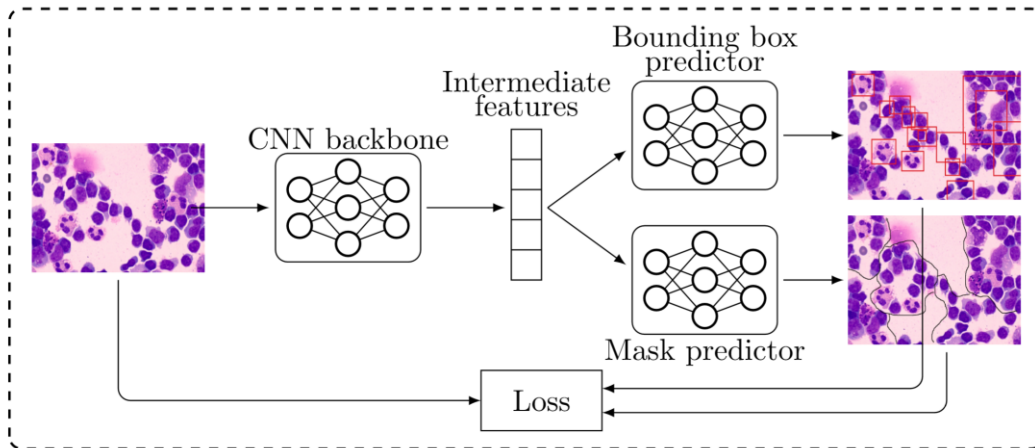 Bounding box
predictor
Intermediate
features
CNN backbone
Mask predictor
Loss